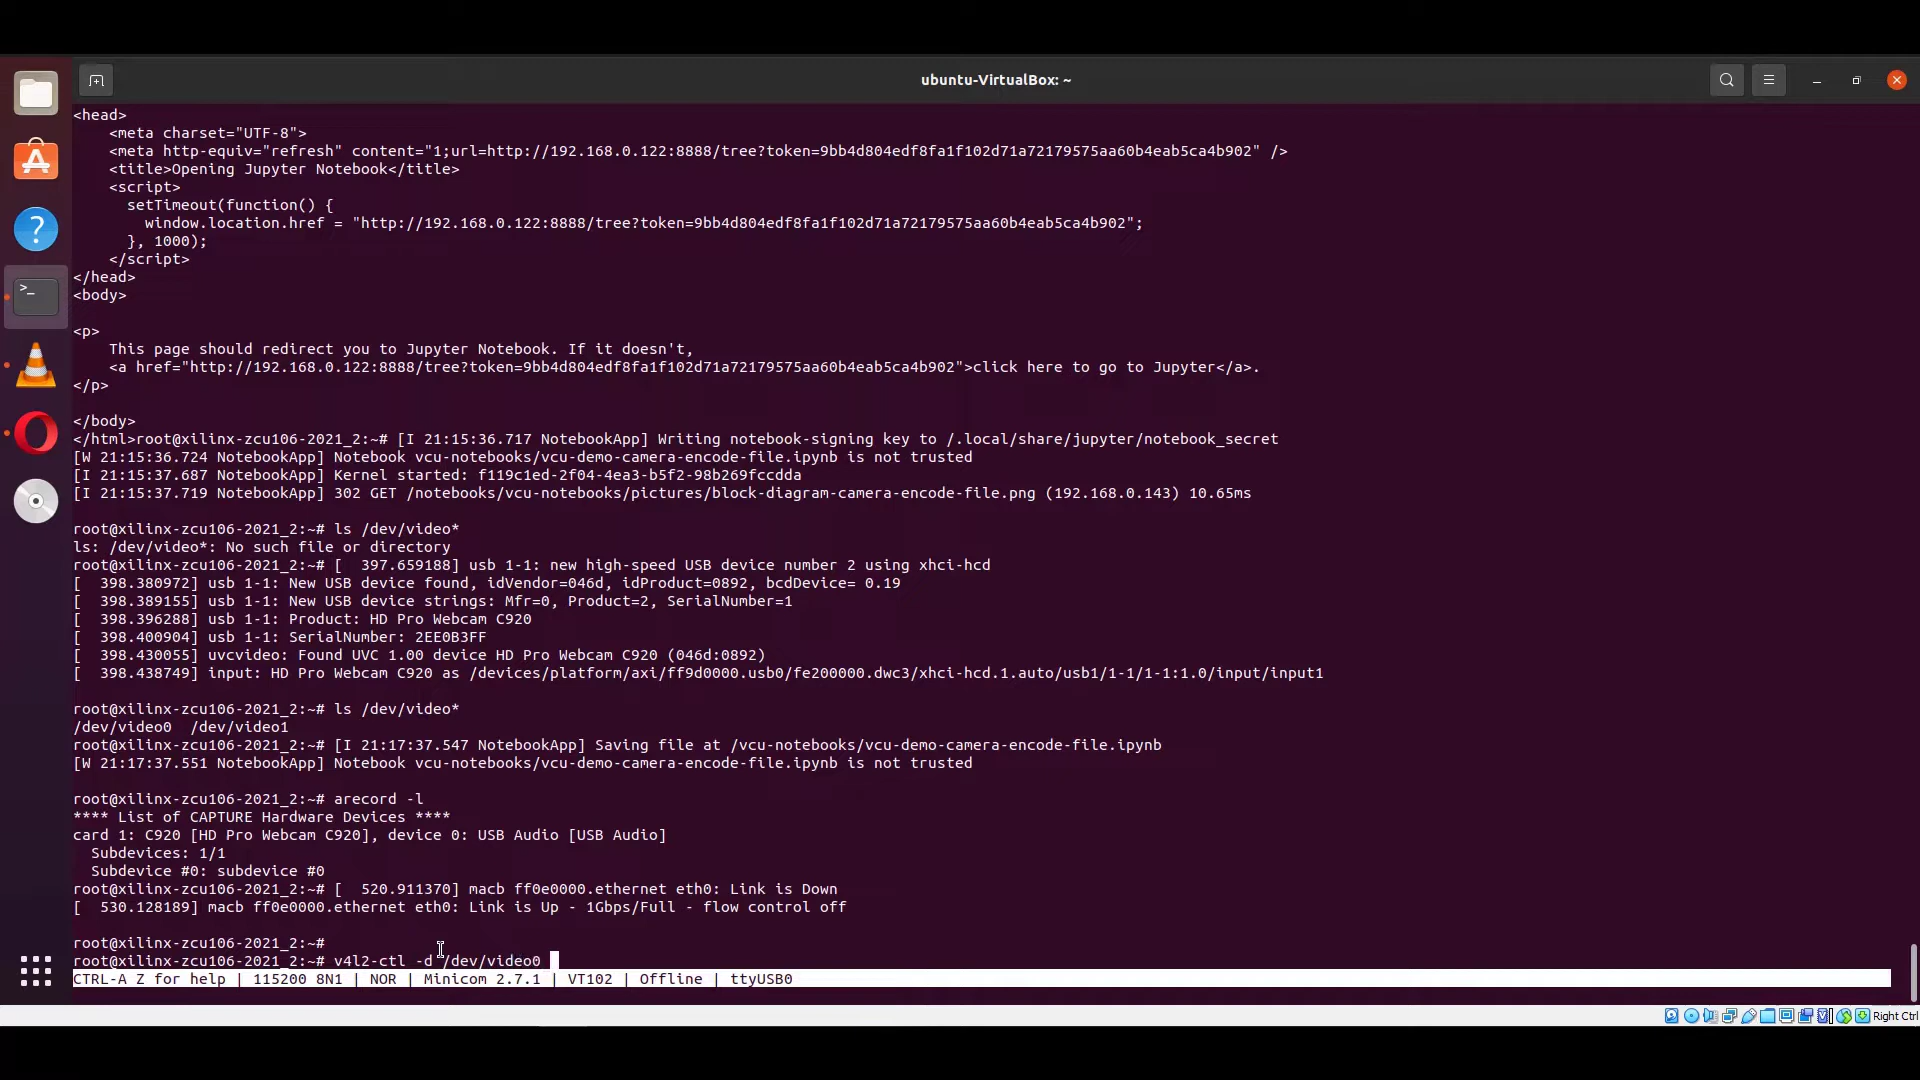 ubuntu-VirtualBox: ~
<head>
    <meta charset="UTF-8">
    <meta http-equiv="refresh" content="1;url=http://192.168.0.122:8888/tree?token=9bb4d804edf8fa1f102d71a72179575aa60b4eab5ca4b902" />
    <title>Opening Jupyter Notebook</title>
    <script>
      setTimeout(function() {
        window.location.href = "http://192.168.0.122:8888/tree?token=9bb4d804edf8fa1f102d71a72179575aa60b4eab5ca4b902";
      }, 1000);
    </script>
</head>
<body>
<p>
    This page should redirect you to Jupyter Notebook. If it doesn't,
    <a href="http://192.168.0.122:8888/tree?token=9bb4d804edf8fa1f102d71a72179575aa60b4eab5ca4b902">click here to go to Jupyter</a>.
</p>
</body>
</html>root@xilinx-zcu106-2021_2:~# [I 21:15:36.717 NotebookApp] Writing notebook-signing key to /.local/share/jupyter/notebook_secret
[W 21:15:36.724 NotebookApp] Notebook vcu-notebooks/vcu-demo-camera-encode-file.ipynb is not trusted
[I 21:15:37.687 NotebookApp] Kernel started: f119c1ed-2f04-4ea3-b5f2-98b269fccdda
[I 21:15:37.719 NotebookApp] 302 GET /notebooks/vcu-notebooks/pictures/block-diagram-camera-encode-file.png (192.168.0.143) 10.65ms
root@xilinx-zcu106-2021_2:~# ls /dev/video*
ls: /dev/video*: No such file or directory
root@xilinx-zcu106-2021_2:~# [  397.659188] usb 1-1: new high-speed USB device number 2 using xhci-hcd
[  398.380972] usb 1-1: New USB device found, idVendor=046d, idProduct=0892, bcdDevice= 0.19
[  398.389155] usb 1-1: New USB device strings: Mfr=0, Product=2, SerialNumber=1
[  398.396288] usb 1-1: Product: HD Pro Webcam C920
[  398.400904] usb 1-1: SerialNumber: 2EE0B3FF
[  398.430055] uvcvideo: Found UVC 1.00 device HD Pro Webcam C920 (046d:0892)
[  398.438749] input: HD Pro Webcam C920 as /devices/platform/axi/ff9d0000.usb0/fe200000.dwc3/xhci-hcd.1.auto/usb1/1-1/1-1:1.0/input/input1
root@xilinx-zcu106-2021_2:~# ls /dev/video*
/dev/video0  /dev/video1
root@xilinx-zcu106-2021_2:~# [I 21:17:37.547 NotebookApp] Saving file at /vcu-notebooks/vcu-demo-camera-encode-file.ipynb
[W 21:17:37.551 NotebookApp] Notebook vcu-notebooks/vcu-demo-camera-encode-file.ipynb is not trusted
root@xilinx-zcu106-2021_2:~# arecord -l
**** List of CAPTURE Hardware Devices ****
card 1: C920 [HD Pro Webcam C920], device 0: USB Audio [USB Audio]
  Subdevices: 1/1
  Subdevice #0: subdevice #0
root@xilinx-zcu106-2021_2:~# [  520.911370] macb ff0e0000.ethernet eth0: Link is Down
[  530.128189] macb ff0e0000.ethernet eth0: Link is Up - 1Gbps/Full - flow control off
root@xilinx-zcu106-2021_2:~#
root@xilinx-zcu106-2021_2:~# v4l2-ctl -d /dev/video0
CTRL-A Z for help | 115200 8N1 | NOR | Minicom 2.7.1 | VT102 | Offline | ttyUSB0
Right Ctrl